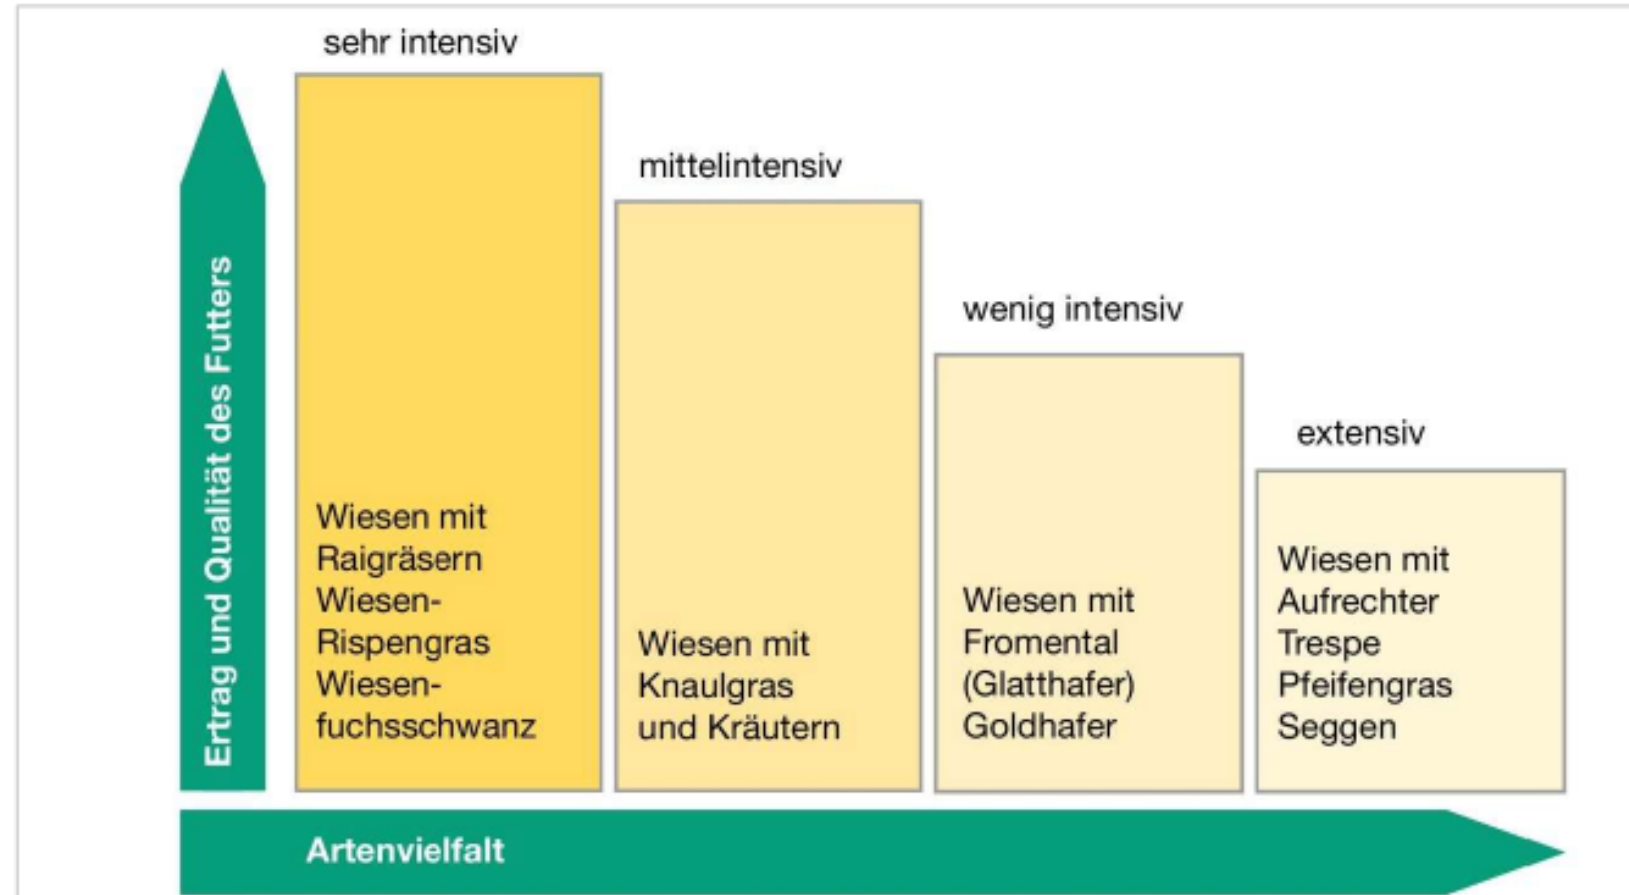 sehr intensiv
mittelintensiv
wenig intensiv
extensiv
Ertrag und Qualität des Futters
Wiesen mit
Raigräsern
Wiesen-
Rispengras
Wiesen-
fuchsschwanz
Wiesen mit
Knaulgras
und Kräutern
Wiesen mit
Fromental
(Glatthafer)
Goldhafer
Wiesen mit
Aufrechter
Trespe
Pfeifengras
Seggen
Artenvielfalt